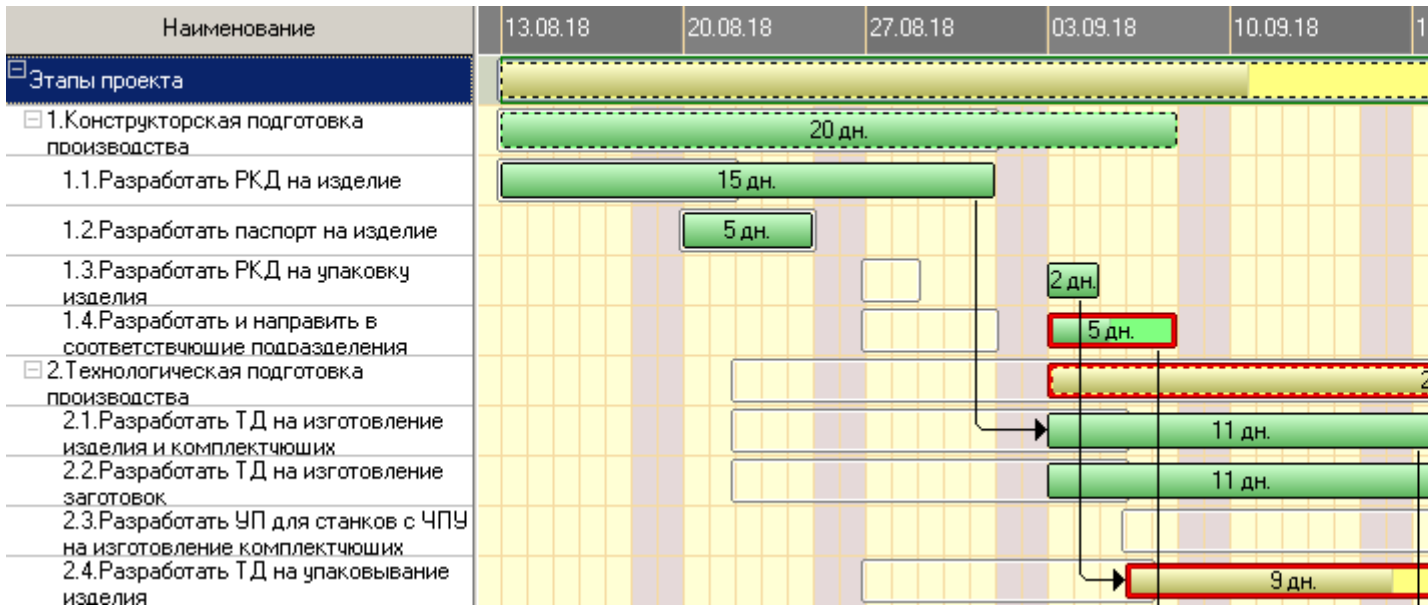 Наименование
13.08.18
20.08.18
27.08.18
03.09.18
10.09.18
1
Этапы проекта
1.Конструкторская подготовка
производства
20 дн.
1.1.Разработать РКД на изделие
15 дн.
1.2.Разработать паспорт на изделие
5 дн.
1.3.Разработать РКД на упаковку
изделия
2 дн.
1.4.Разработать и направить в
соответствующие подразделения
5 дн.
2.Технологическая подготовка
производства
2
2.1.Разработать ТД на изготовление
изделия и комплектующих
11 дн.
2.2.Разработать ТД на изготовление
заготовок
11 дн.
2.3.Разработать УП для станков с ЧПУ
на изготовление комплектующих
2.4.Разработать ТД на упаковывание
изделия
9 дн.